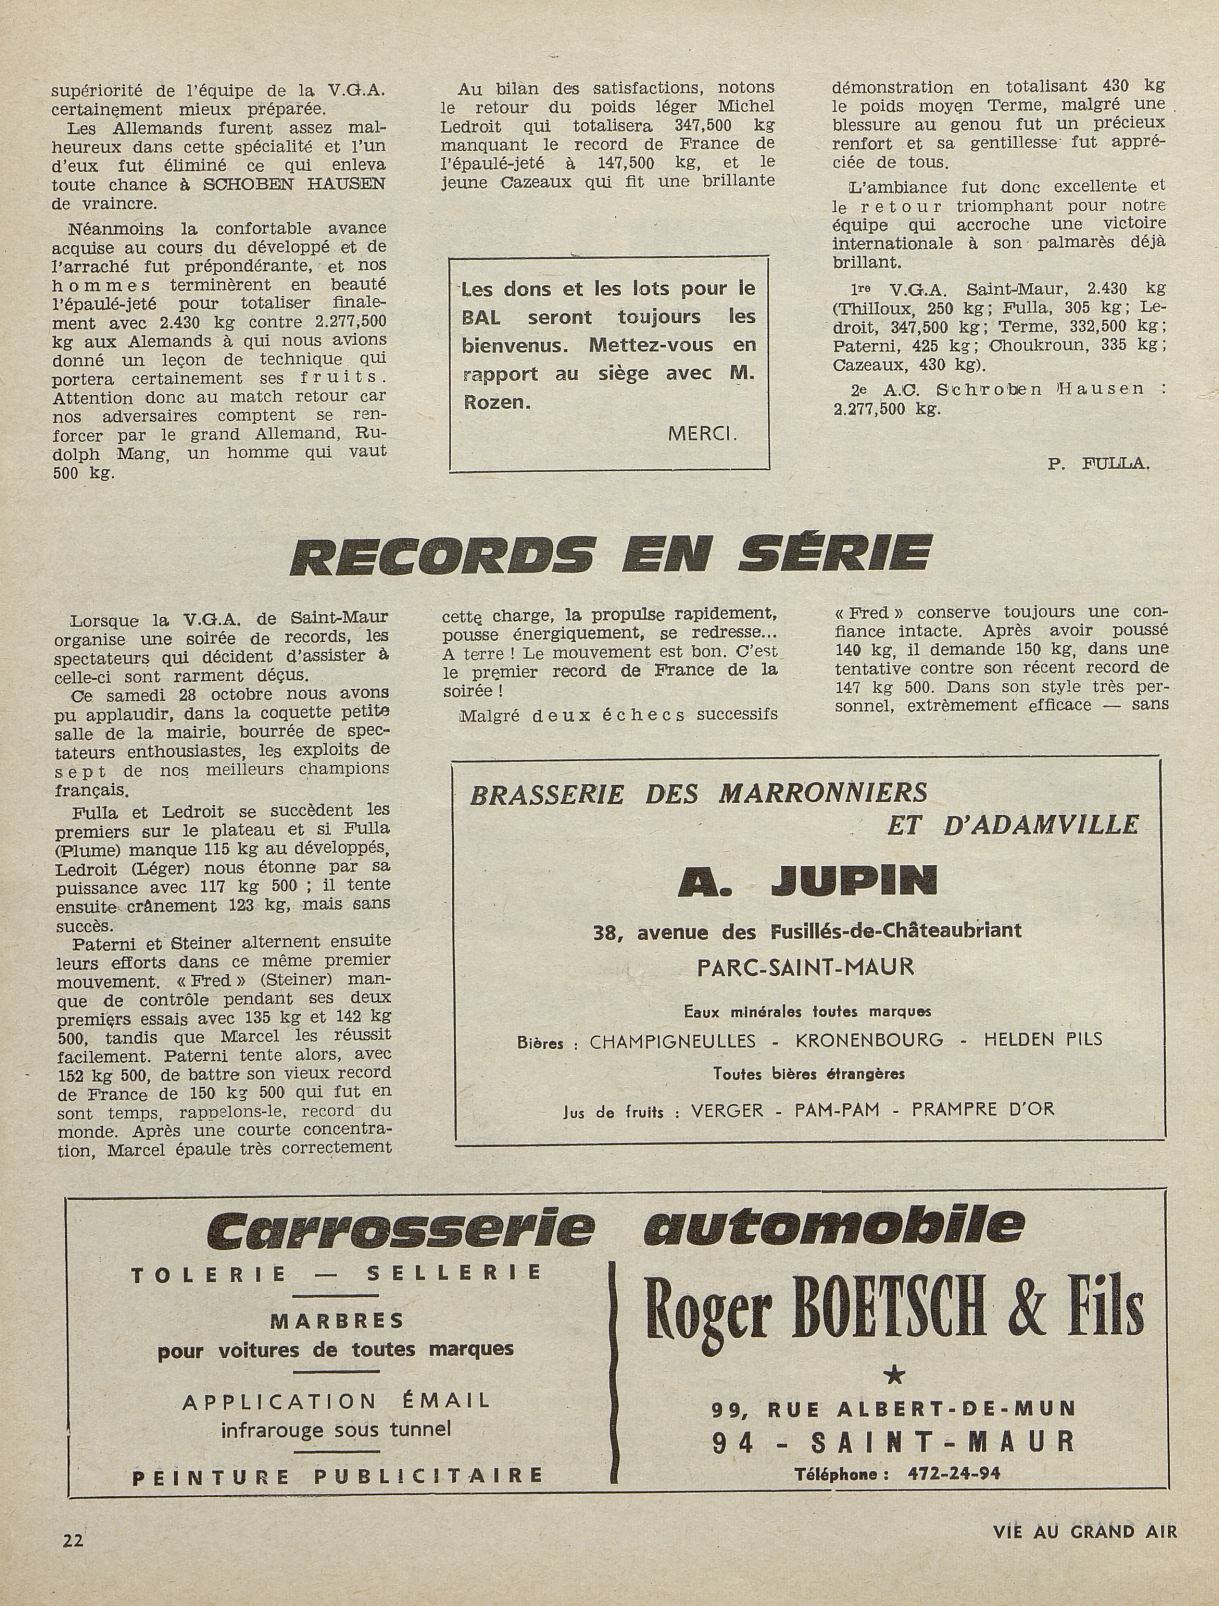 supériorité de l'équipe de la V.G.A.
certainement mieux préparée.
Les Allemands furent assez mal-
heureux dans cette spécialité et l'un
d'eux fut éliminé ce qui enleva
toute chance à SCHOBEN HAUSEN
de vraincre.
Néanmoins la confortable avance
acquise au cours du développé et de
l'arraché fut prépondérante, et nos
hommes terminèrent en beauté
l'épaulé-jeté pour totaliser finale-
ment avec 2.430 kg contre 2.277,500
kg aux Alemands à qui nous avions
donné un leçon de technique qui
portera certainement ses fruits.
Attention donc au match retour car
nos adversaires comptent se ren-
forcer par le grand Allemand, Ru-
dolph Mang, un homme qui vaut
500 kg.
Au bilan des satisfactions, notons
le retour du poids léger Michel
Ledroit qui totalisera 347,500 kg
manquant le record de France de
l'épaulé-jeté à 147,500 kg, et le
jeune Cazeaux qui fit une brillante
Les dons et les lots pour le
BAL seront toujours les
bienvenus. Mettez-vous en
rapport au siège avec M.
Rozen.
MERCI.
démonstration en totalisant 430 kg
le poids moyen Terme, malgré une
blessure au genou fut un précieux
renfort et sa gentillesse fut appré-
ciée de tous.
L'ambiance fut donc excellente et
le retour triomphant pour notre
équipe qui accroche une victoire
internationale à son palmarès déjà
brillant.
1re V.G.A. Saint-Maur, 2.430 kg
(Thilloux, 250 kg; Fulla, 305 kg; Le-
droit, 347,500 kg; Terme, 332,500 kg;
Paterni, 425 kg; Choukroun, 335 kg;
Cazeaux, 430 kg).
2e A.C. Schroben Hausen :
2.277,500 kg.
P. FULLA.
RECORDS EN SÉRIE
Lorsque la V.G.A. de Saint-Maur
organise une soirée de records, les
spectateurs qui décident d'assister à
celle-ci sont rarment déçus.
Ce samedi 28 octobre nous avons
pu applaudir, dans la coquette petite
salle de la mairie, bourrée de spec-
tateurs enthousiastes, les exploits de
sept de nos meilleurs champions
français.
Fulla et Ledroit se succèdent les
premiers sur le plateau et si Fulla
(Plume) manque 115 kg au développés,
Ledroit (Léger) nous étonne par sa
puissance avec 117 kg 500 ; il tente
ensuite crânement 123 kg, mais sans
succès.
Paterni et Steiner alternent ensuite
leurs efforts dans ce même premier
mouvement. « Fred » (Steiner) man-
que de contrôle pendant ses deux
premiers essais avec 135 kg et 142 kg
500, tandis que Marcel les réussit
facilement. Paterni tente alors, avec
152 kg 500, de battre son vieux record
de France de 150 kg 500 qui fut en
sont temps, rappelons-le, record du
monde. Après une courte concentra-
tion, Marcel épaule très correctement
cette charge, la propulse rapidement,
pousse énergiquement, se redresse...
A terre ! Le mouvement est bon. C'est
le premier record de France de la
soirée !
Malgré deux échecs successifs
« Fred » conserve toujours une con-
fiance intacte. Après avoir poussé
140 kg, il demande 150 kg, dans une
tentative contre son récent record de
147 kg 500. Dans son style très per-
sonnel, extrêmement efficace — sans
BRASSERIE DES MARRONNIERS
ET D'ADAMVILLE
A. JUPIN
38, avenue des Fusillés-de-Châteaubriant
PARC-SAINT-MAUR
Eaux minérales toutes marques
Bières : CHAMPIGNEULLES - KRONENBOURG - HELDEN PILS
Toutes bières étrangères
Jus de fruits : VERGER - PAM-PAM - PRAMPRE D'OR
Carrosserie automobile
TOLERIE — SELLERIE
MARBRES
pour voitures de toutes marques
APPLICATION ÉMAIL
infrarouge sous tunnel
PEINTURE PUBLICITAIRE
Roger BOETSCH & Fils
99, RUE ALBERT-DE-MUN
94 - SAINT-MAUR
Téléphone : 472-24-94
22
VIE AU GRAND AIR